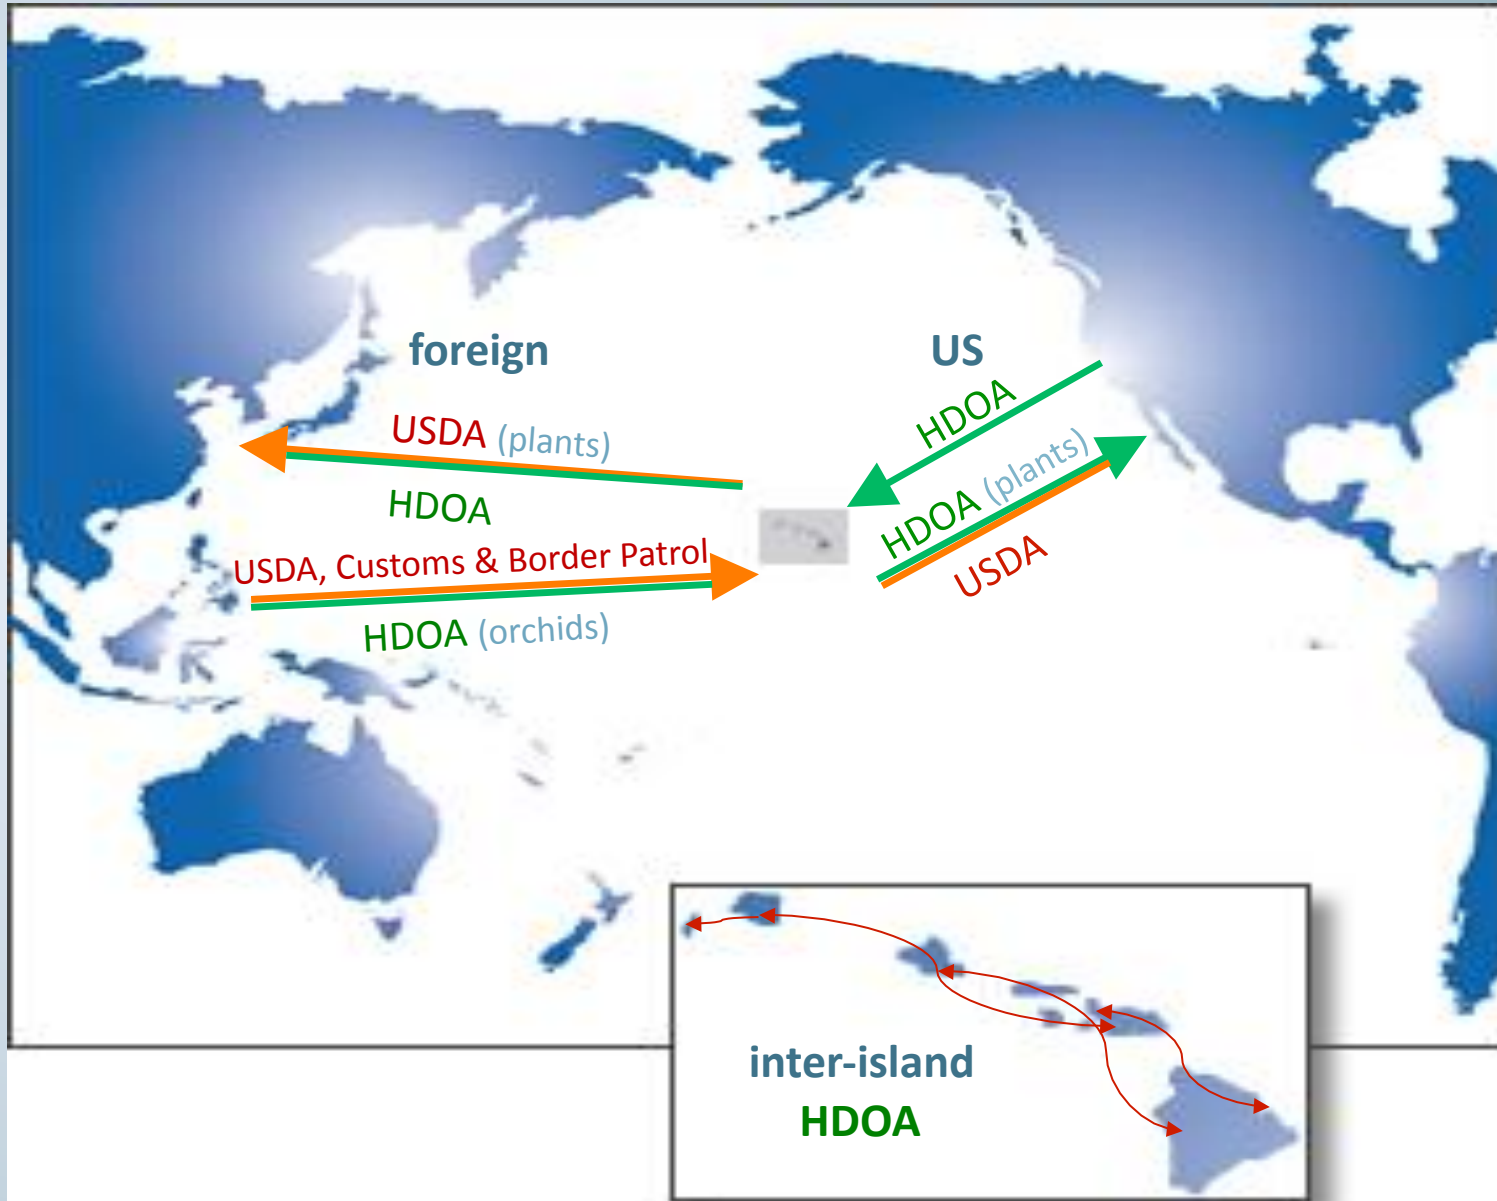 foreign
US
USDA (plants)
HDOA
HDOA
HDOA (plants)
USDA
USDA, Customs & Border Patrol
HDOA (orchids)
inter-island
HDOA